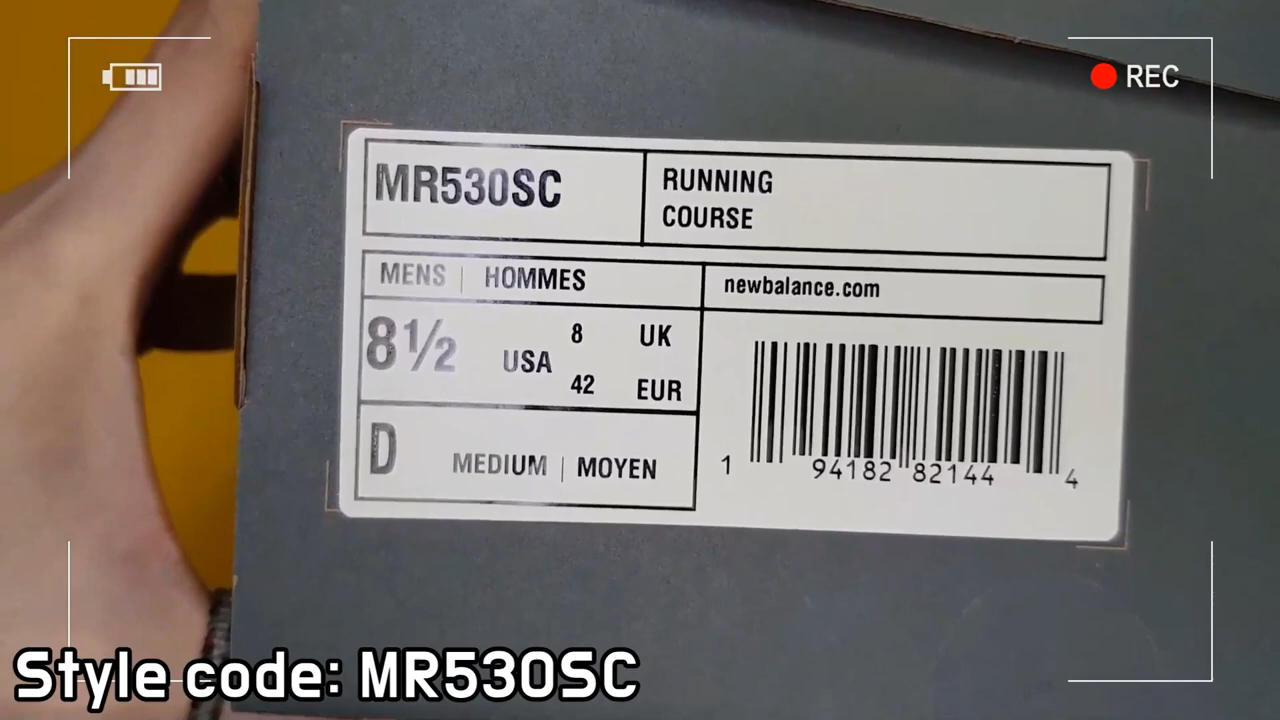 REC
MR530SC
RUNNING
COURSE
MENS | HOMMES
newbalance.com
8½ USA 8 UK
42 EUR
D MEDIUM | MOYEN
1 94182 82144 4
Style code: MR530SC